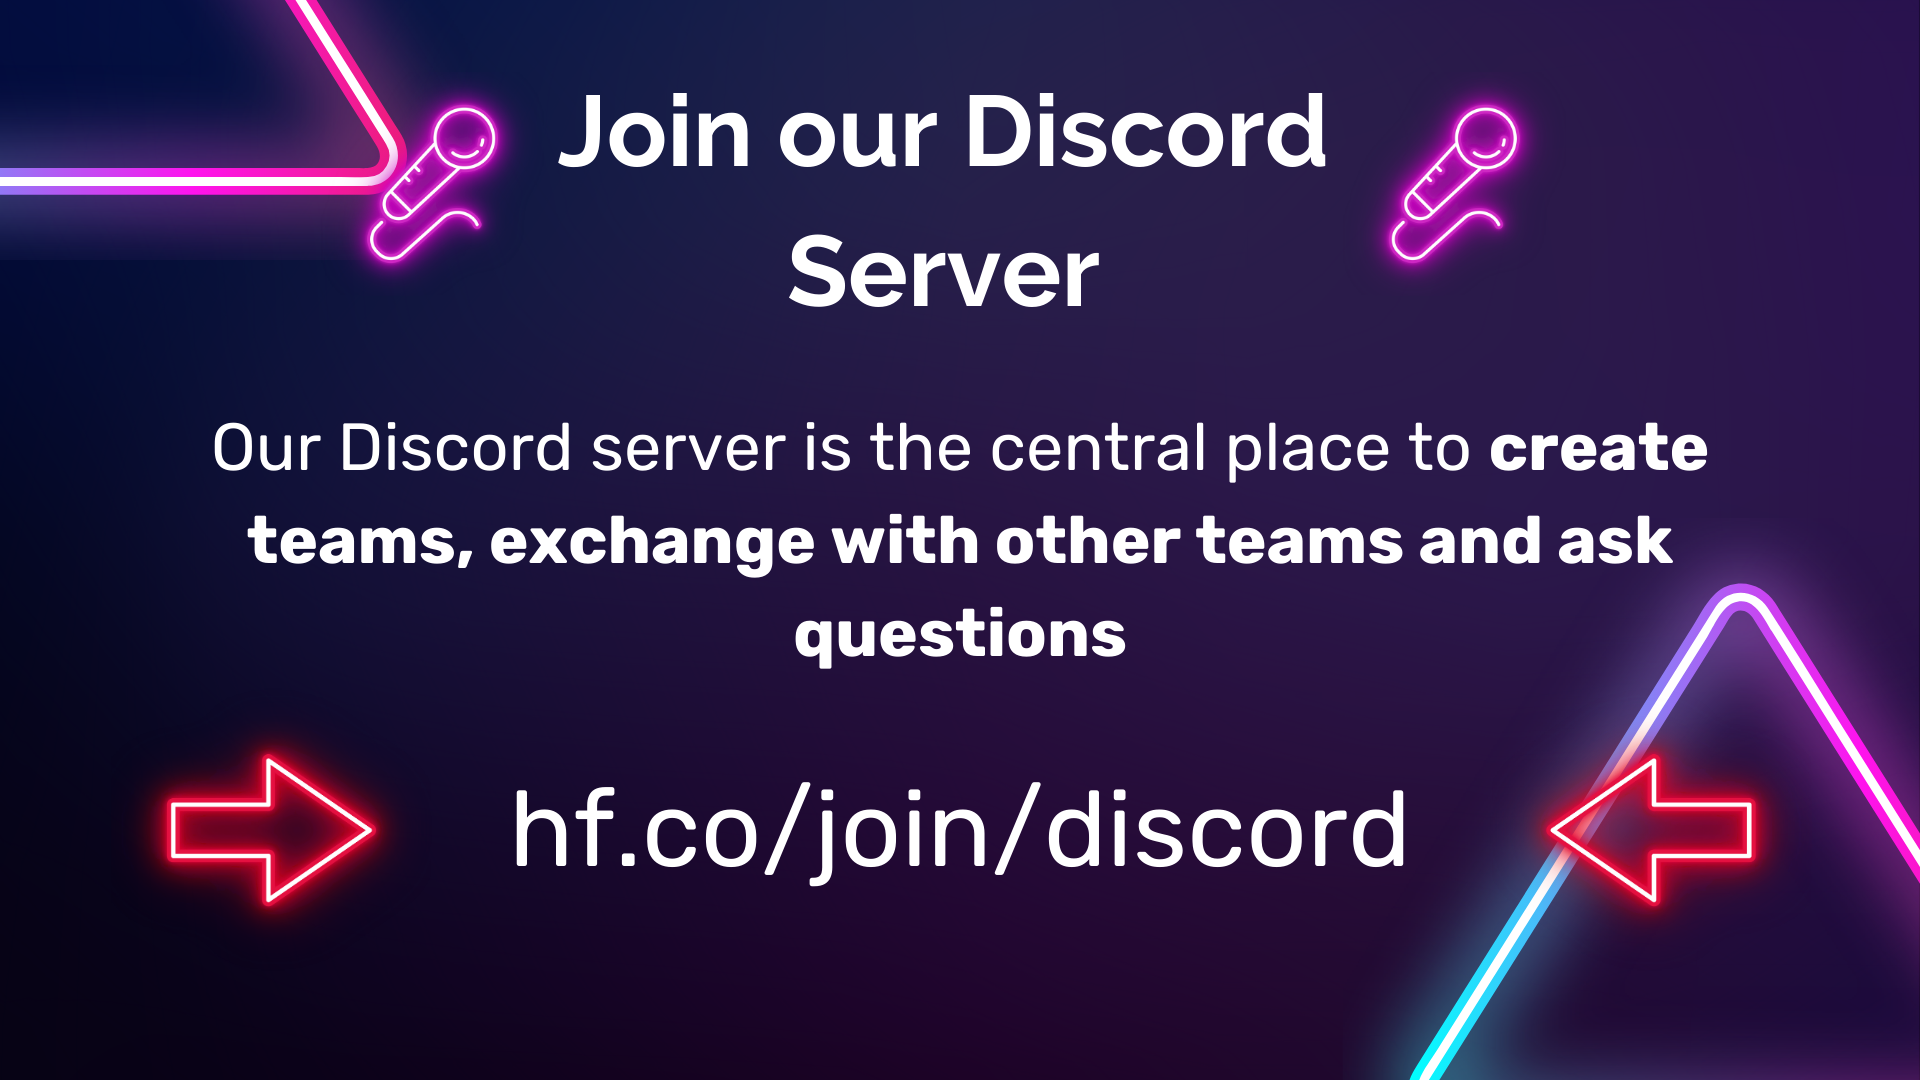 Join our Discord
Server
Our Discord server is the central place to create
teams, exchange with other teams and ask
questions
hf.co/join/discord